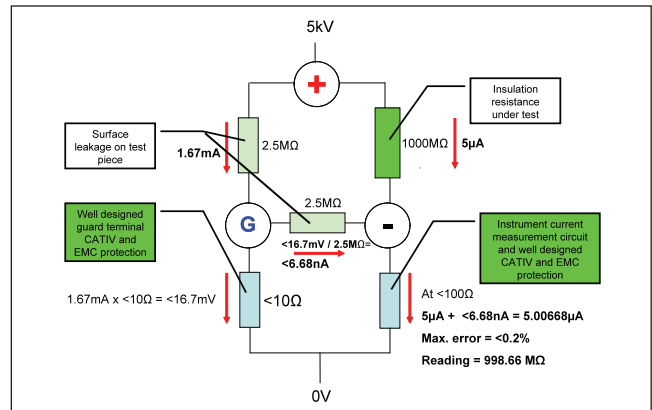 5kV
+
Insulation
resistance
under test
Surface
leakage on test
piece
1.67mA
2.5MΩ
1000MΩ
5µA
2.5MΩ
Well designed
guard terminal
CATIV and
EMC protection
G
-
Instrument current
measurement circuit
and well designed
CATIV and EMC
protection
<16.7mV / 2.5MΩ=
<6.68nA
1.67mA x <10Ω = <16.7mV
<10Ω
At <100Ω
5µA + <6.68nA = 5.00668µA
Max. error = <0.2%
Reading = 998.66 MΩ
0V